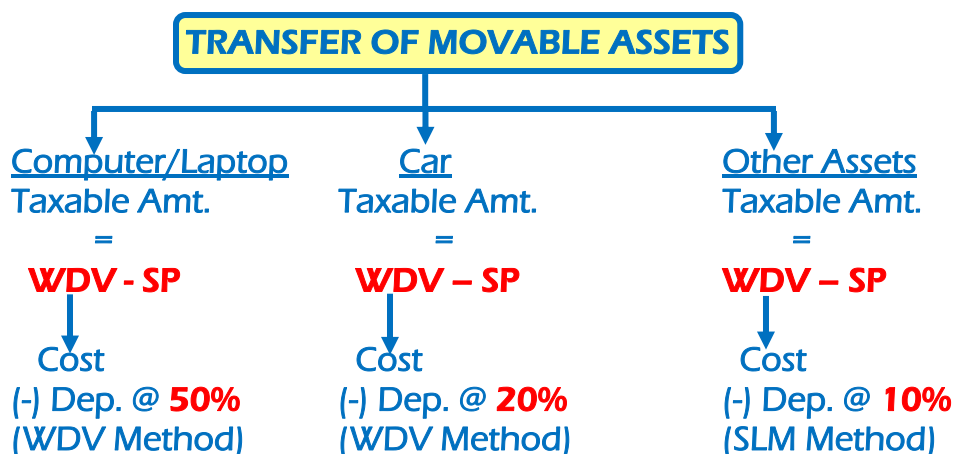 TRANSFER OF MOVABLE ASSETS
Computer/Laptop
Taxable Amt.
=
WDV - SP
Cost
(-) Dep. @ 50%
(WDV Method)
Car
Taxable Amt.
=
WDV – SP
Cost
(-) Dep. @ 20%
(WDV Method)
Other Assets
Taxable Amt.
=
WDV – SP
Cost
(-) Dep. @ 10%
(SLM Method)